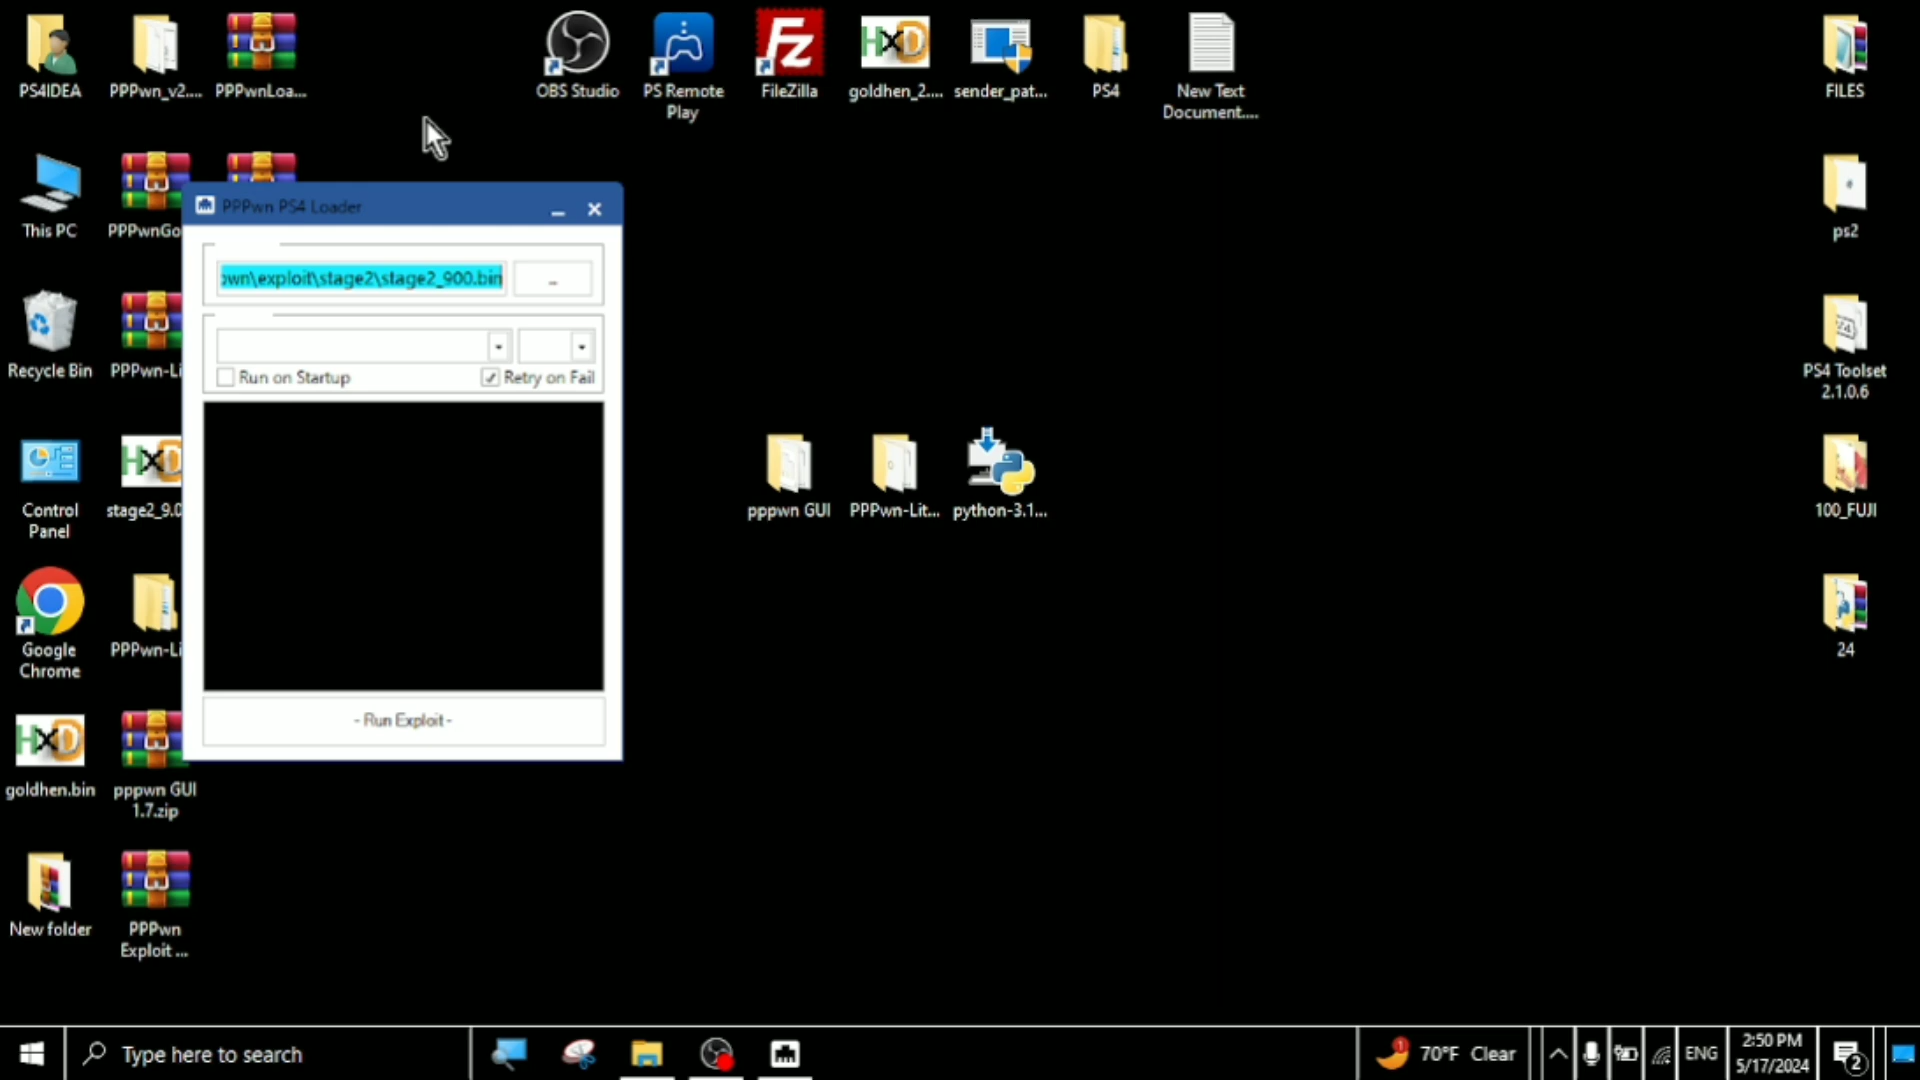 PS4IDEA
PPPwn_v2....
PPPwnLoa...
OBS Studio
PS Remote
Play
FileZilla
goldhen_2....
sender_pat...
PS4
New Text
Document....
FILES
This PC
PPPwnGo
ps2
PPPwn PS4 Loader
own\exploit\stage2\stage2_900.bin
..
Run on Startup
Retry on Fail
- Run Exploit -
Recycle Bin
PPPwn-Li
PS4 Toolset
2.1.0.6
Control
Panel
stage2_9.0
pppwn GUI
PPPwn-Lit...
python-3.1...
100_FUJI
Google
Chrome
PPPwn-Li
24
goldhen.bin
pppwn GUI
1.7.zip
New folder
PPPwn
Exploit ...
Type here to search
70°F Clear
ENG
2:50 PM
5/17/2024
2